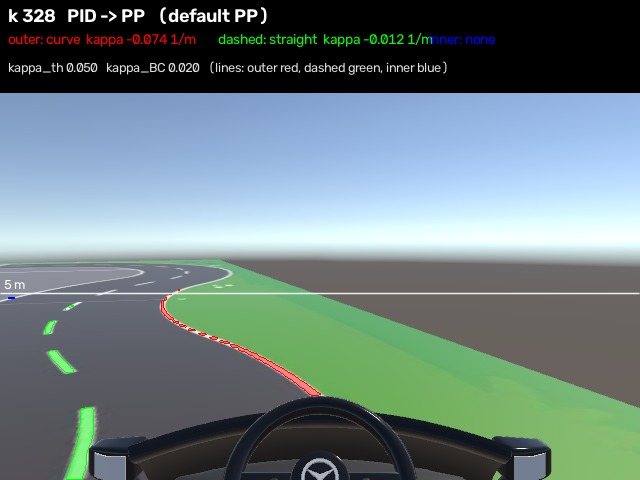 k 328 PID -> PP (default PP)
outer: curve kappa -0.074 1/m dashed: straight kappa -0.012 1/m inner: none
kappa_th 0.050 kappa_BC 0.020 (lines: outer red, dashed green, inner blue)
5 m